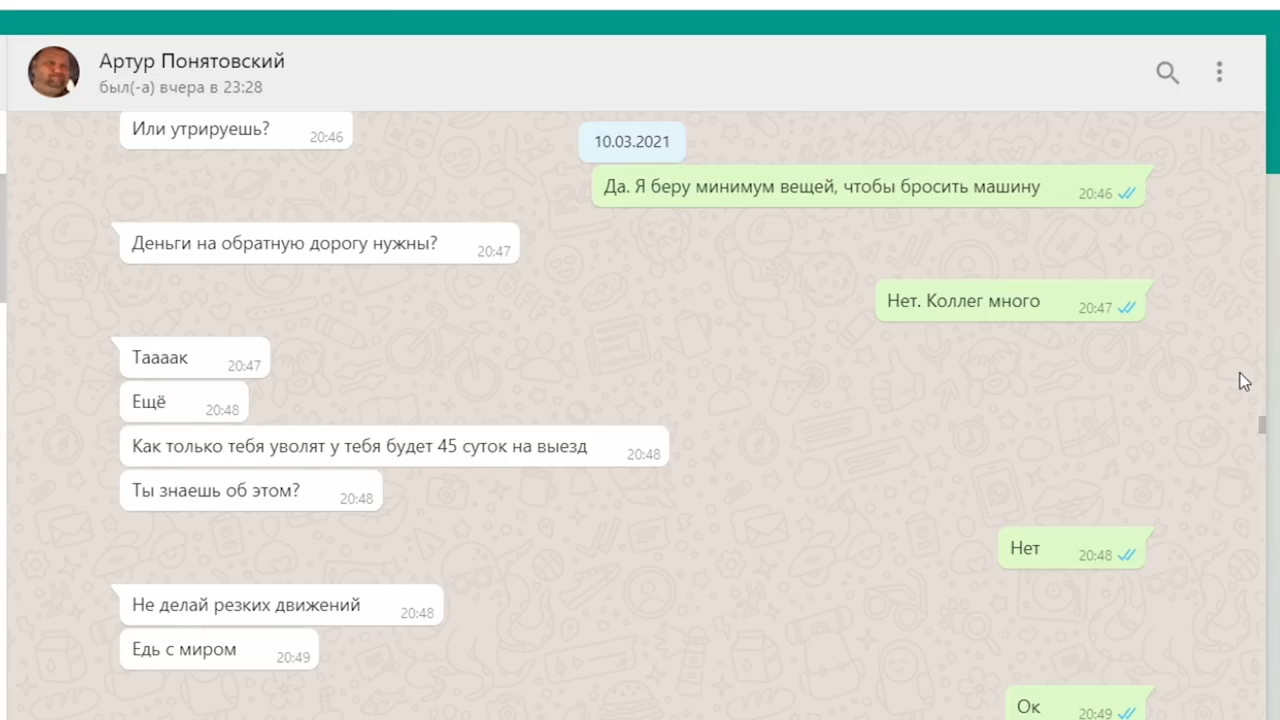 Артур Понятовский
был(-а) вчера в 23:28
Или утрируешь? 20:46
10.03.2021
Да. Я беру минимум вещей, чтобы бросить машину 20:46
Деньги на обратную дорогу нужны? 20:47
Нет. Коллег много 20:47
Таааак 20:47
Ещё 20:48
Как только тебя уволят у тебя будет 45 суток на выезд 20:48
Ты знаешь об этом? 20:48
Нет 20:48
Не делай резких движений 20:48
Едь с миром 20:49
Ок 20:49